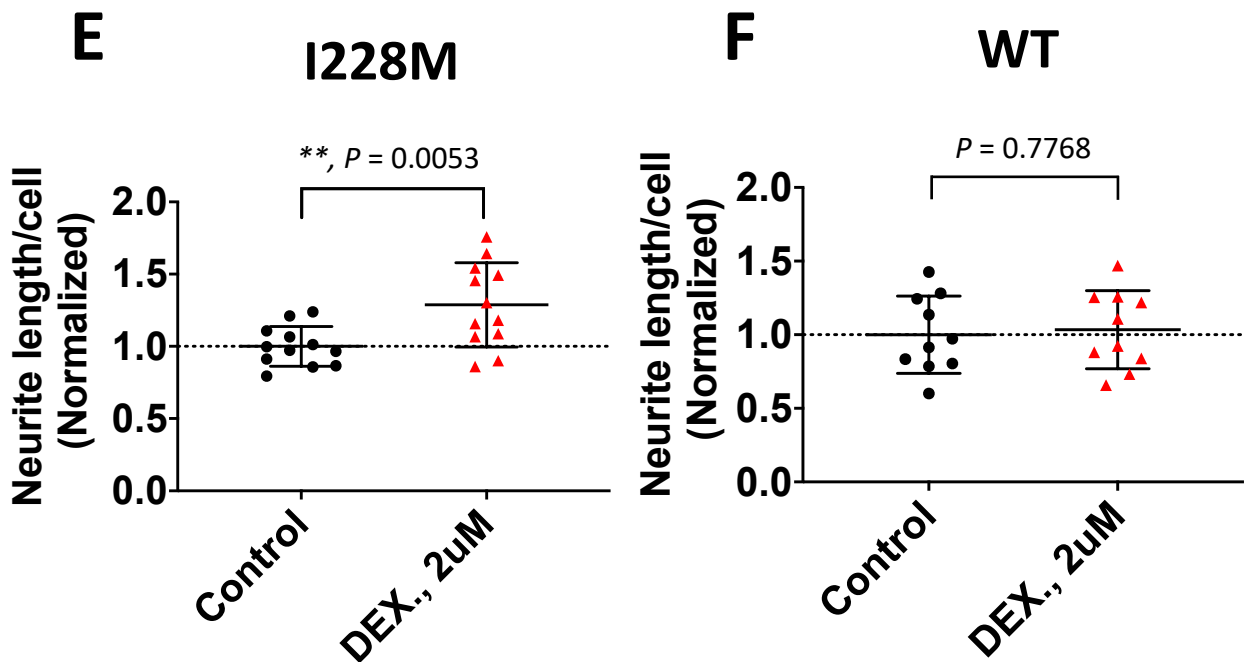 E
I228M
**, P = 0.0053
Neurite length/cell
(Normalized)
2.0
1.5
1.0
0.5
0.0
Control
DEX., 2uM
F
WT
P = 0.7768
Neurite length/cell
(Normalized)
2.0
1.5
1.0
0.5
0.0
Control
DEX., 2uM